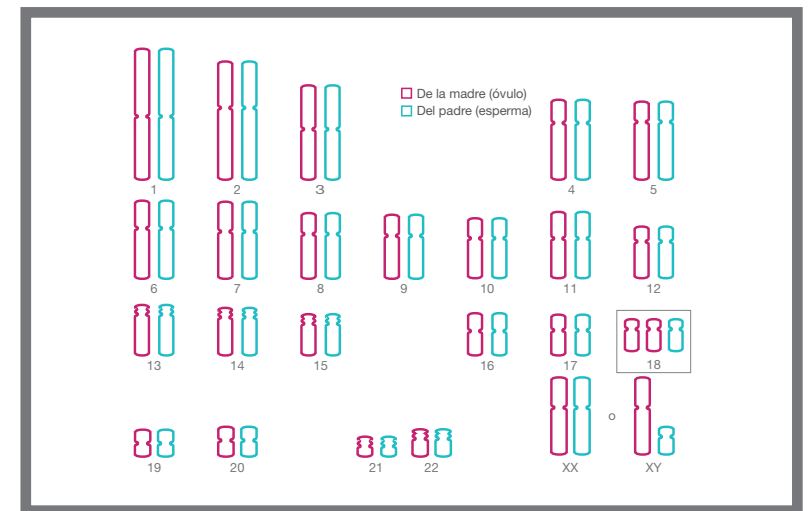 De la madre (óvulo)
Del padre (esperma)
1 2 3 4 5
6 7 8 9 10 11 12
13 14 15 16 17 18
19 20 21 22 XX o XY